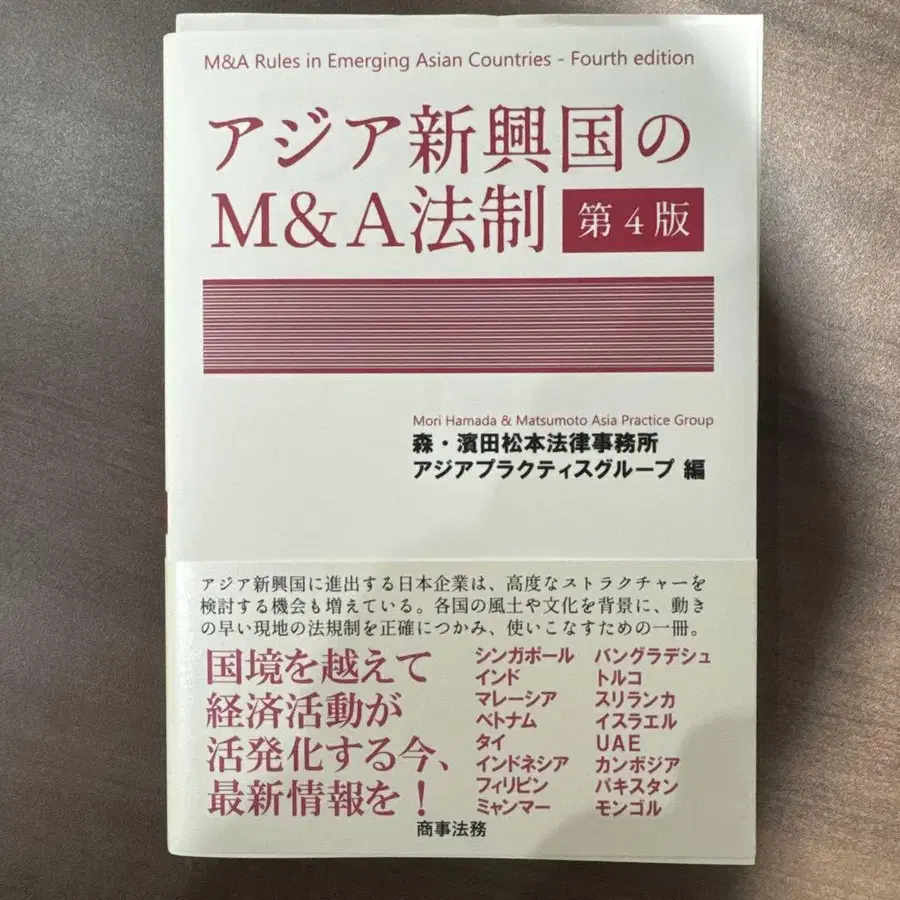 M&A Rules in Emerging Asian Countries - Fourth edition
アジア新興国の
M&A法制 第4版
Mori Hamada & Matsumoto Asia Practice Group
森・濱田松本法律事務所
アジアプラクティスグループ 編
アジア新興国に進出する日本企業は、高度なストラクチャーを
検討する機会も増えている。各国の風土や文化を背景に、動き
の早い現地の法規制を正確につかみ、使いこなすための一冊。
国境を越えて
経済活動が
活発化する今、
最新情報を！
シンガポール
インド
マレーシア
ベトナム
タイ
インドネシア
フィリピン
ミャンマー
バングラデシュ
トルコ
スリランカ
イスラエル
UAE
カンボジア
パキスタン
モンゴル
商事法務